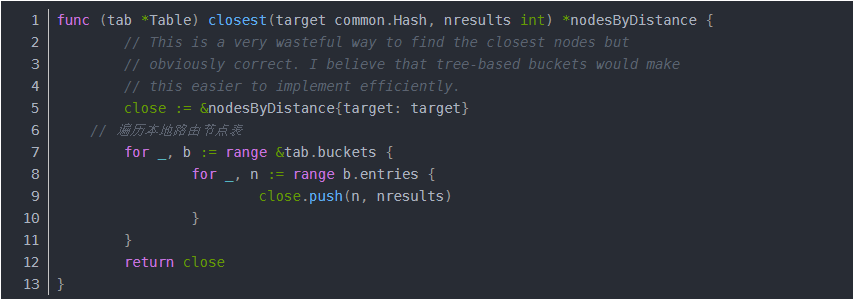 1 func (tab *Table) closest(target common.Hash, nresults int) *nodesByDistance {
2 // This is a very wasteful way to find the closest nodes but
3 // obviously correct. I believe that tree-based buckets would make
4 // this easier to implement efficiently.
5 close := &nodesByDistance{target: target}
6 // 遍历本地路由节点表
7 for _, b := range &tab.buckets {
8 for _, n := range b.entries {
9 close.push(n, nresults)
10 }
11 }
12 return close
13 }